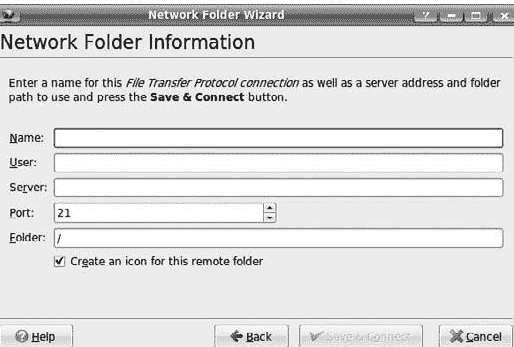 Network Folder Wizard
Network Folder Information
Enter a name for this File Transfer Protocol connection as well as a server address and folder
path to use and press the Save & Connect button.
Name:
User:
Server:
Port: 21
Folder: /
Create an icon for this remote folder
Help Back Save & Connect Cancel